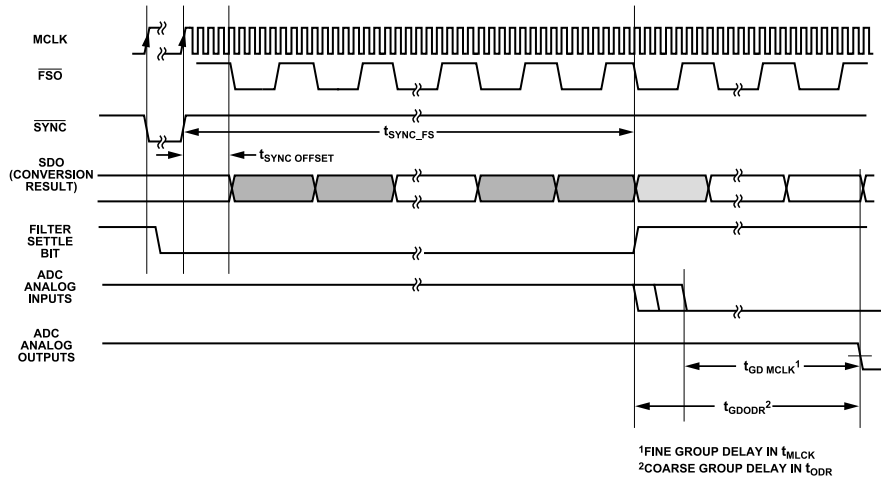 MCLK
FSO
SYNC
tSYNC_FS
tSYNC OFFSET
SDO
(CONVERSION
RESULT)
FILTER
SETTLE
BIT
ADC
ANALOG
INPUTS
ADC
ANALOG
OUTPUTS
tGD MCLK¹
tGDODR²
¹FINE GROUP DELAY IN tMLCK
²COARSE GROUP DELAY IN tODR